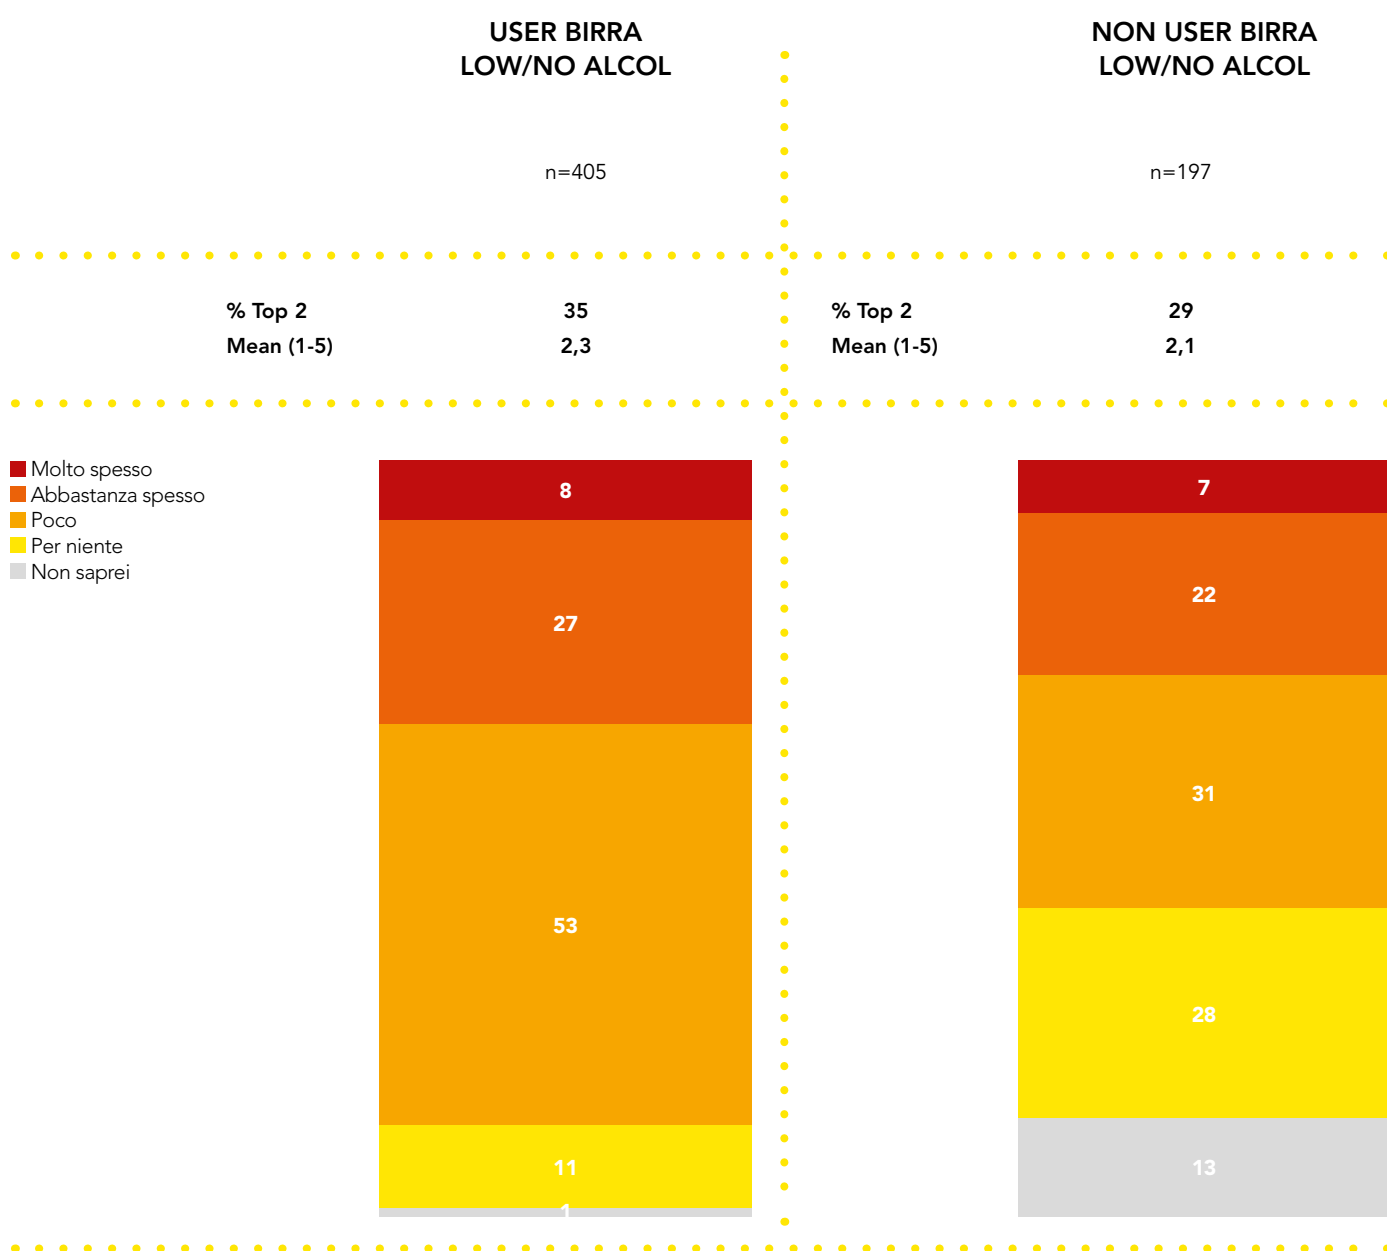 USER BIRRA
LOW/NO ALCOL
n=405
NON USER BIRRA
LOW/NO ALCOL
n=197
% Top 2 35
Mean (1-5) 2,3
% Top 2 29
Mean (1-5) 2,1
Molto spesso
Abbastanza spesso
Poco
Per niente
Non saprei
8
27
53
11
1
7
22
31
28
13